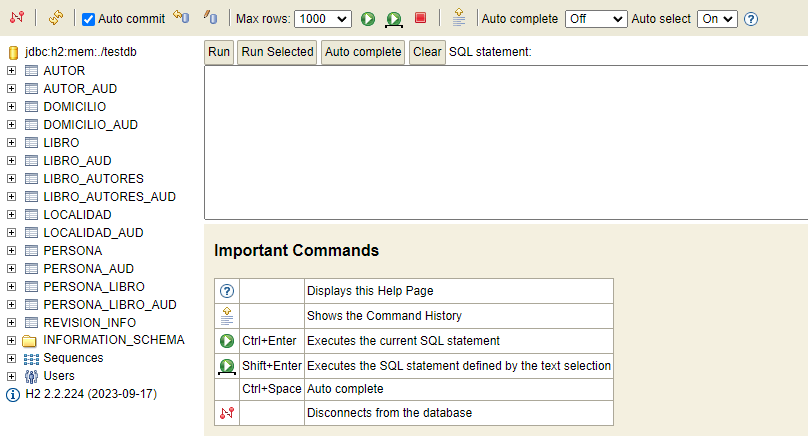 Auto commit Max rows: 1000 Auto complete Off Auto select On
jdbc:h2:mem:./testdb
AUTOR
AUTOR_AUD
DOMICILIO
DOMICILIO_AUD
LIBRO
LIBRO_AUD
LIBRO_AUTORES
LIBRO_AUTORES_AUD
LOCALIDAD
LOCALIDAD_AUD
PERSONA
PERSONA_AUD
PERSONA_LIBRO
PERSONA_LIBRO_AUD
REVISION_INFO
INFORMATION_SCHEMA
Sequences
Users
H2 2.2.224 (2023-09-17)
Run Run Selected Auto complete Clear SQL statement:
Important Commands
Displays this Help Page
Shows the Command History
Ctrl+Enter Executes the current SQL statement
Shift+Enter Executes the SQL statement defined by the text selection
Ctrl+Space Auto complete
Disconnects from the database